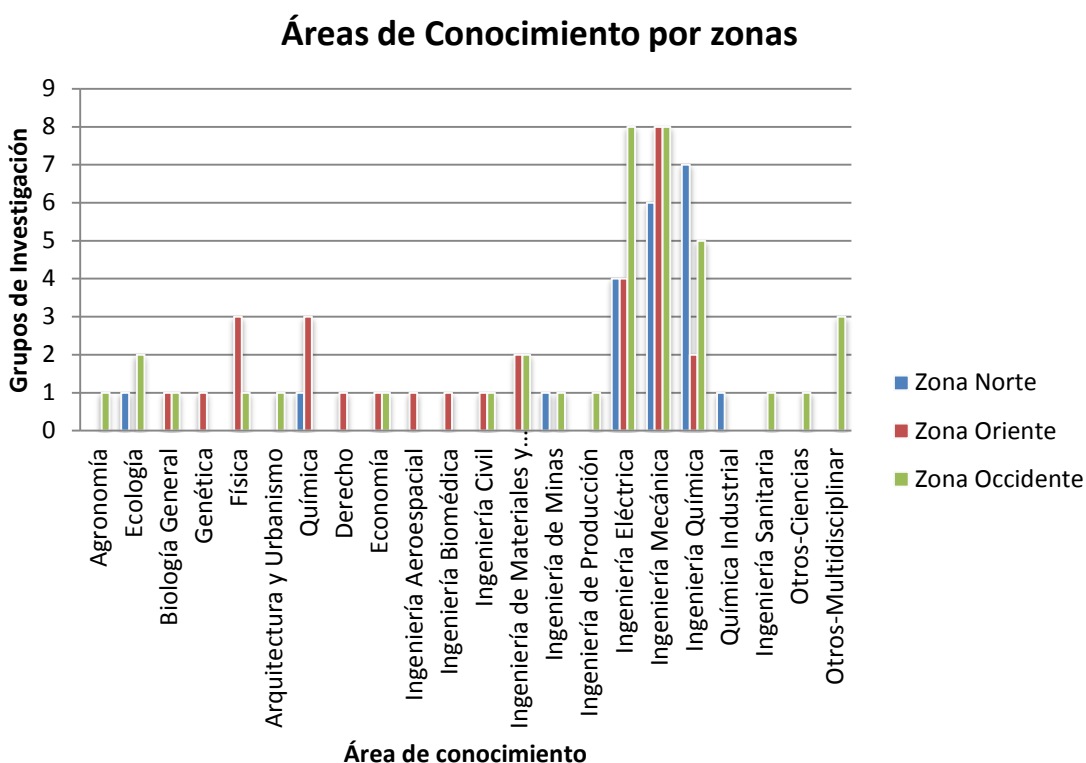 Áreas de Conocimiento por zonas
Grupos de Investigación
9
8
7
6
5
4
3
2
1
0
Agronomía
Ecología
Biología General
Genética
Física
Arquitectura y Urbanismo
Química
Derecho
Economía
Ingeniería Aeroespacial
Ingeniería Biomédica
Ingeniería Civil
Ingeniería de Materiales y…
Ingeniería de Minas
Ingeniería de Producción
Ingeniería Eléctrica
Ingeniería Mecánica
Ingeniería Química
Química Industrial
Ingeniería Sanitaria
Otros-Ciencias
Otros-Multidisciplinar
Área de conocimiento
Zona Norte
Zona Oriente
Zona Occidente